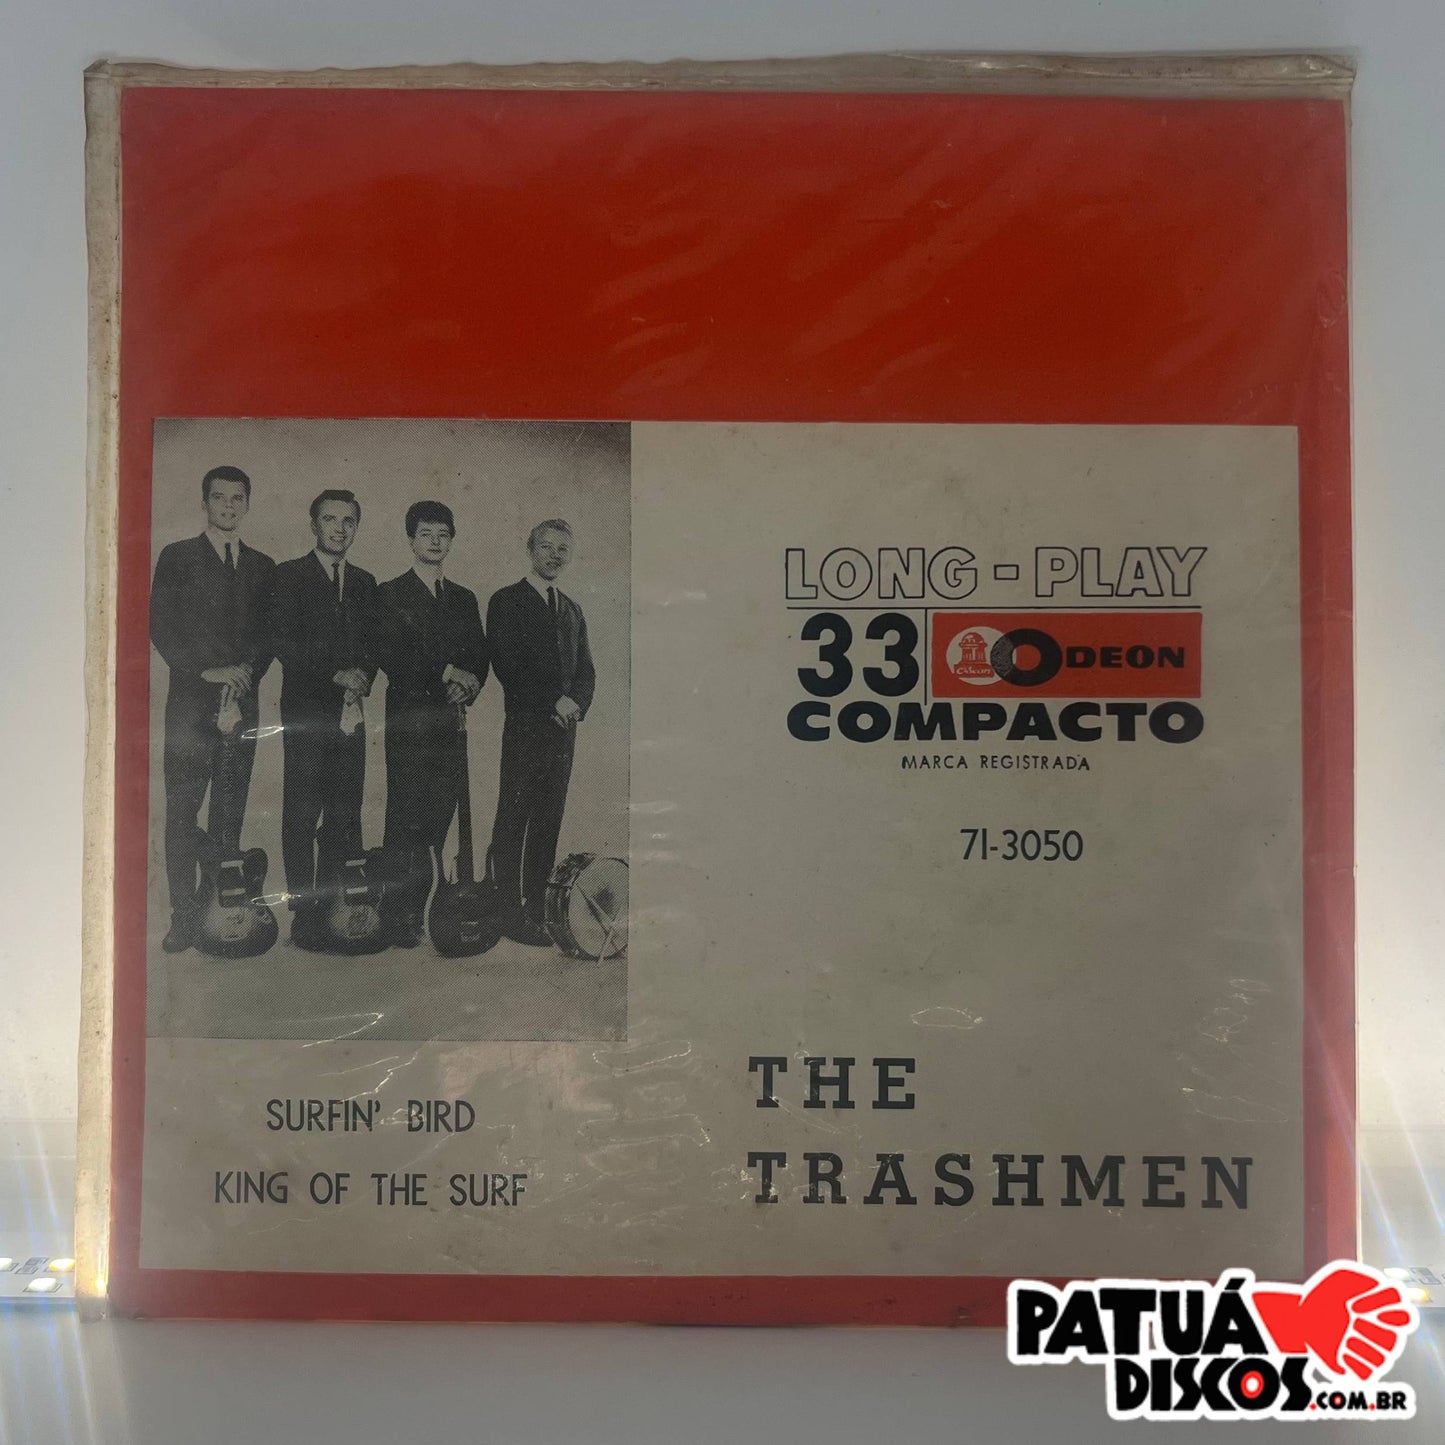 LONG-PLAY
33 ODEON
Odeon
COMPACTO
MARCA REGISTRADA
71-3050
THE
TRASHMEN
SURFIN' BIRD
KING OF THE SURF
PATUÁ
DISCOS.COM.BR